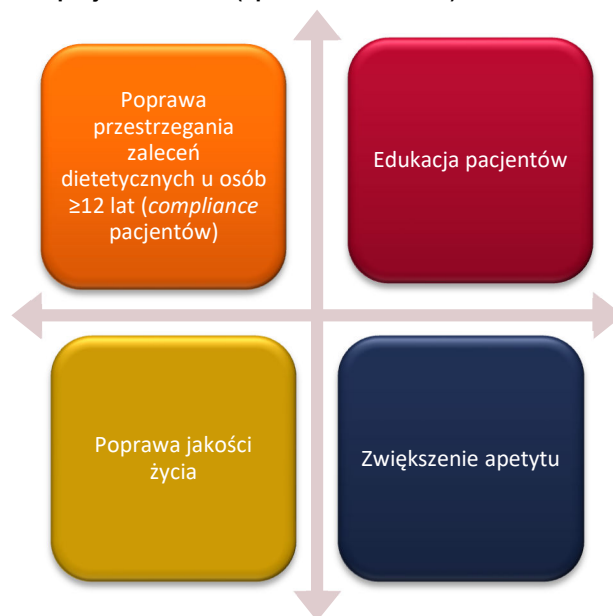 Poprawa
przestrzegania
zaleceń
dietetycznych u osób
≥12 lat (compliance
pacjentów)
Edukacja pacjentów
Poprawa jakości
życia
Zwiększenie apetytu